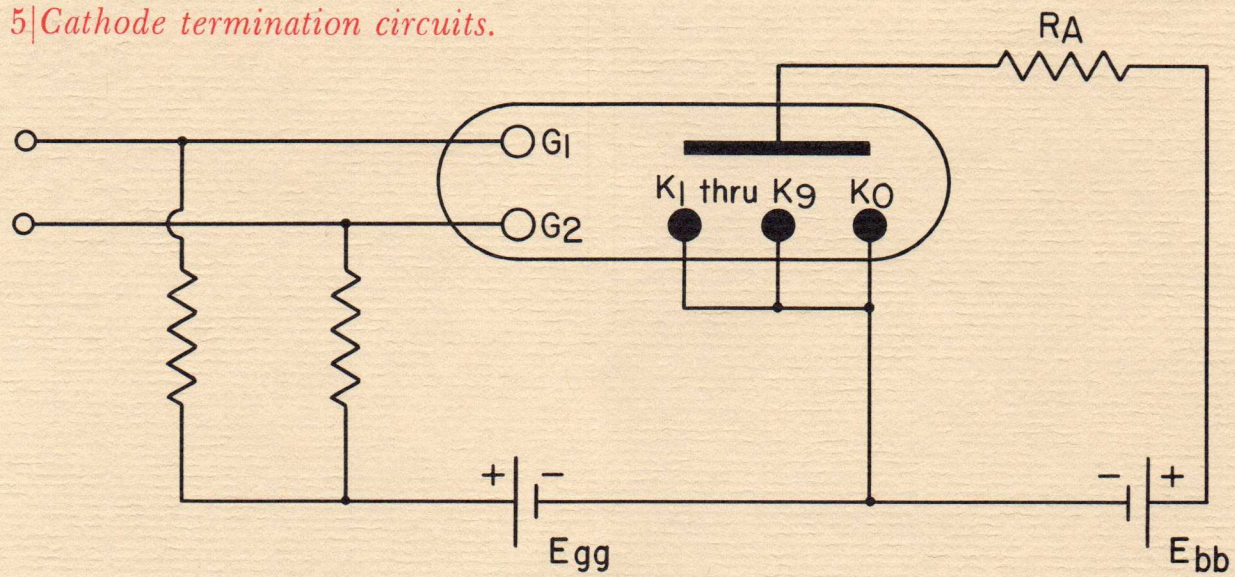 5|Cathode termination circuits.
RA
G1
K1 thru K9 K0
G2
+ -
- +
Egg
Ebb